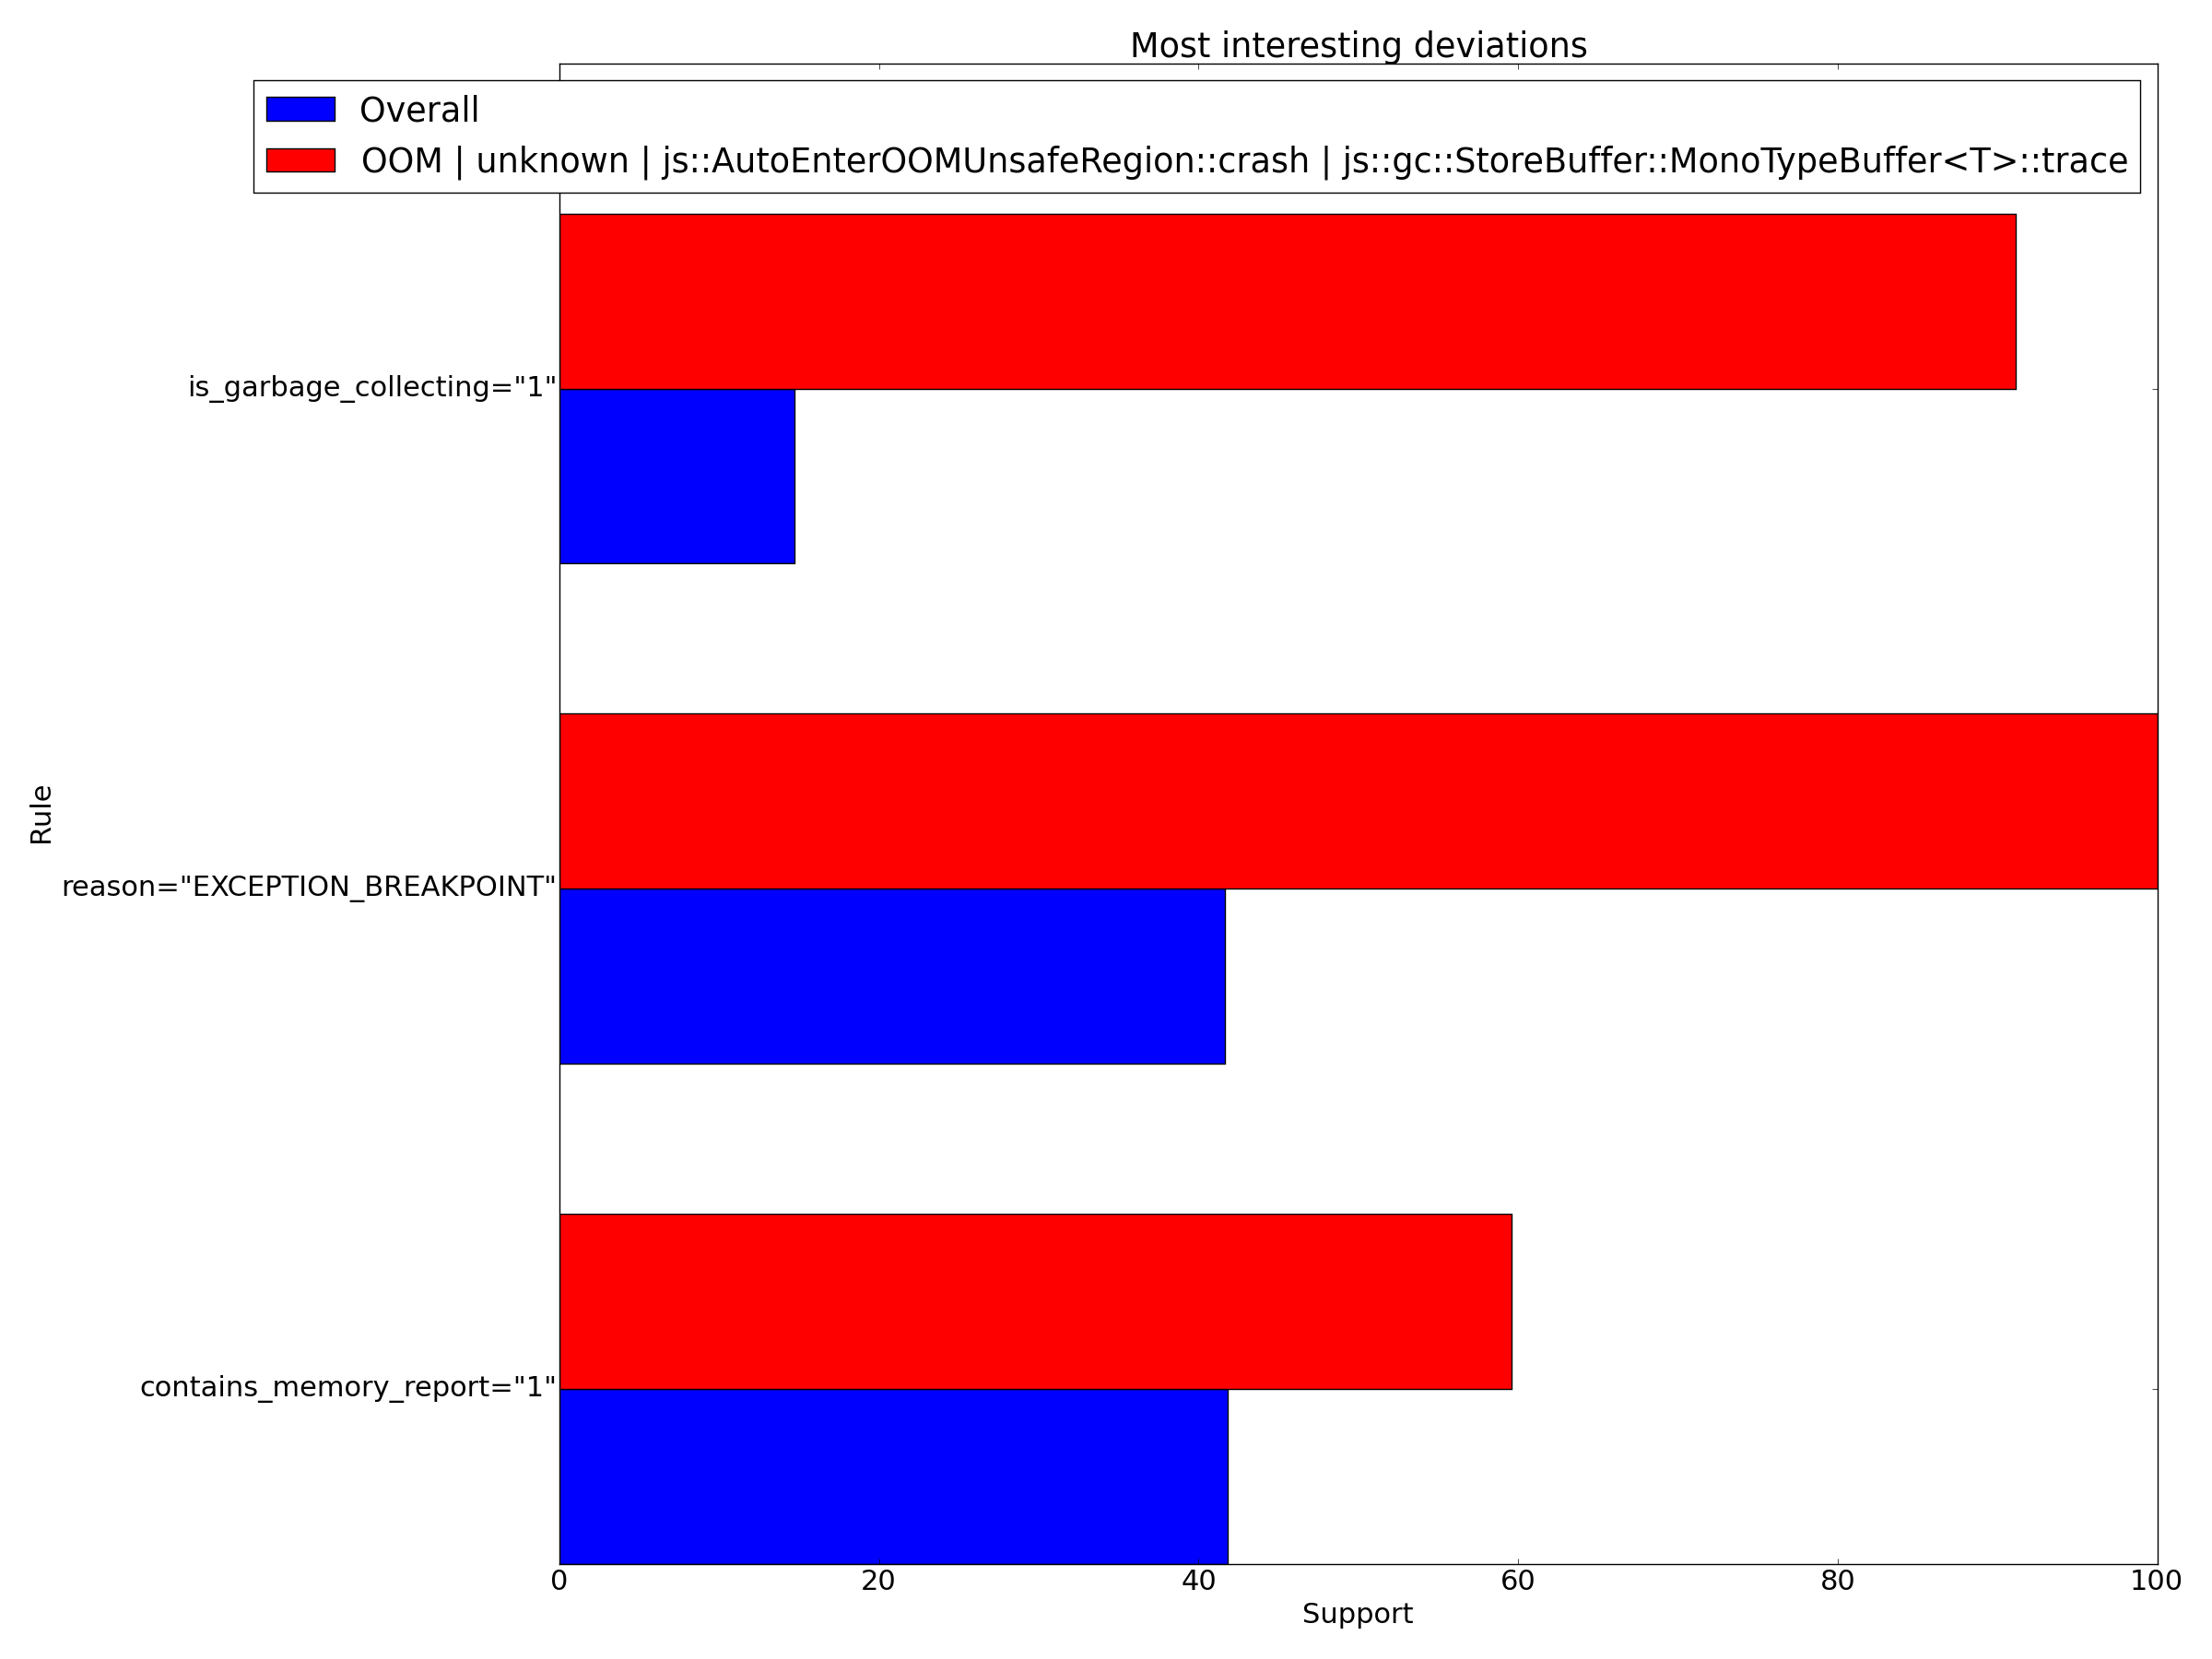 Most interesting deviations
Overall
OOM | unknown | js::AutoEnterOOMUnsafeRegion::crash | js::gc::StoreBuffer::MonoTypeBuffer<T>::trace
is_garbage_collecting="1"
Rule
reason="EXCEPTION_BREAKPOINT"
contains_memory_report="1"
0 20 40 60 80 100
Support